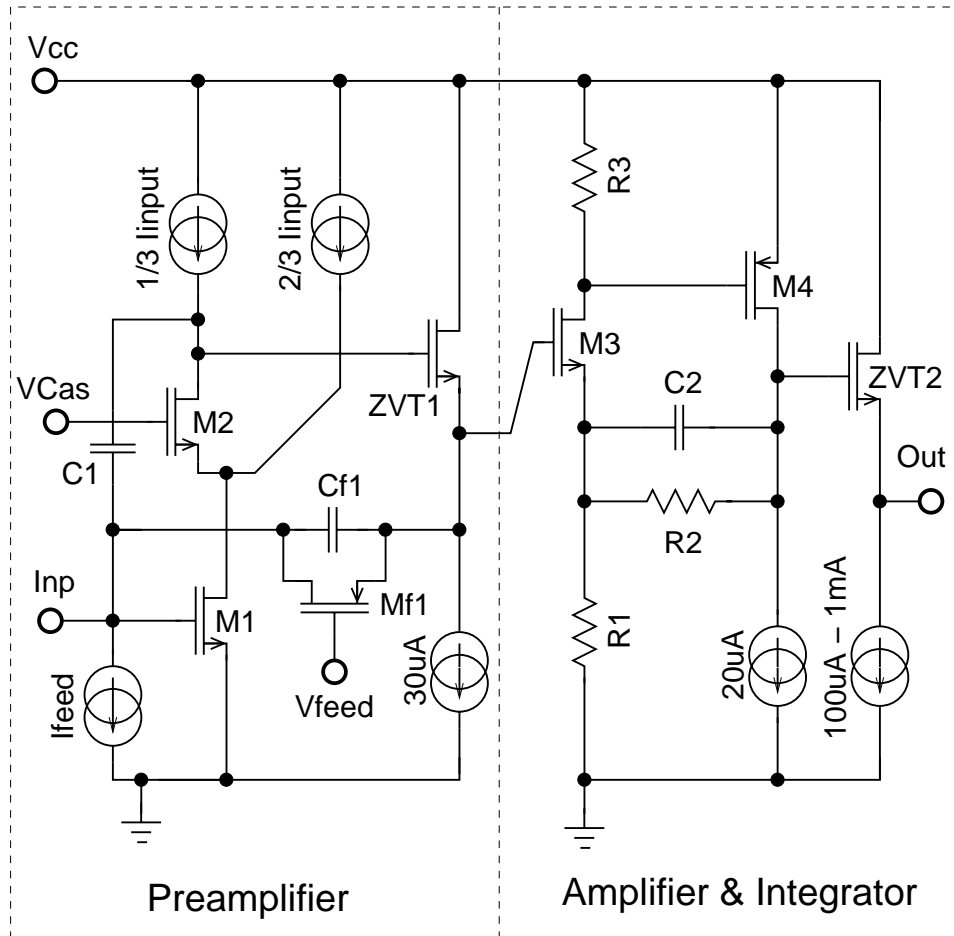 Vcc
1/3 Iinput
2/3 Iinput
R3
M4
M3
ZVT1
ZVT2
VCas
M2
C2
C1
Cf1
Out
R2
Inp
M1
Mf1
R1
Ifeed
Vfeed
30uA
20uA
100uA – 1mA
Preamplifier
Amplifier & Integrator